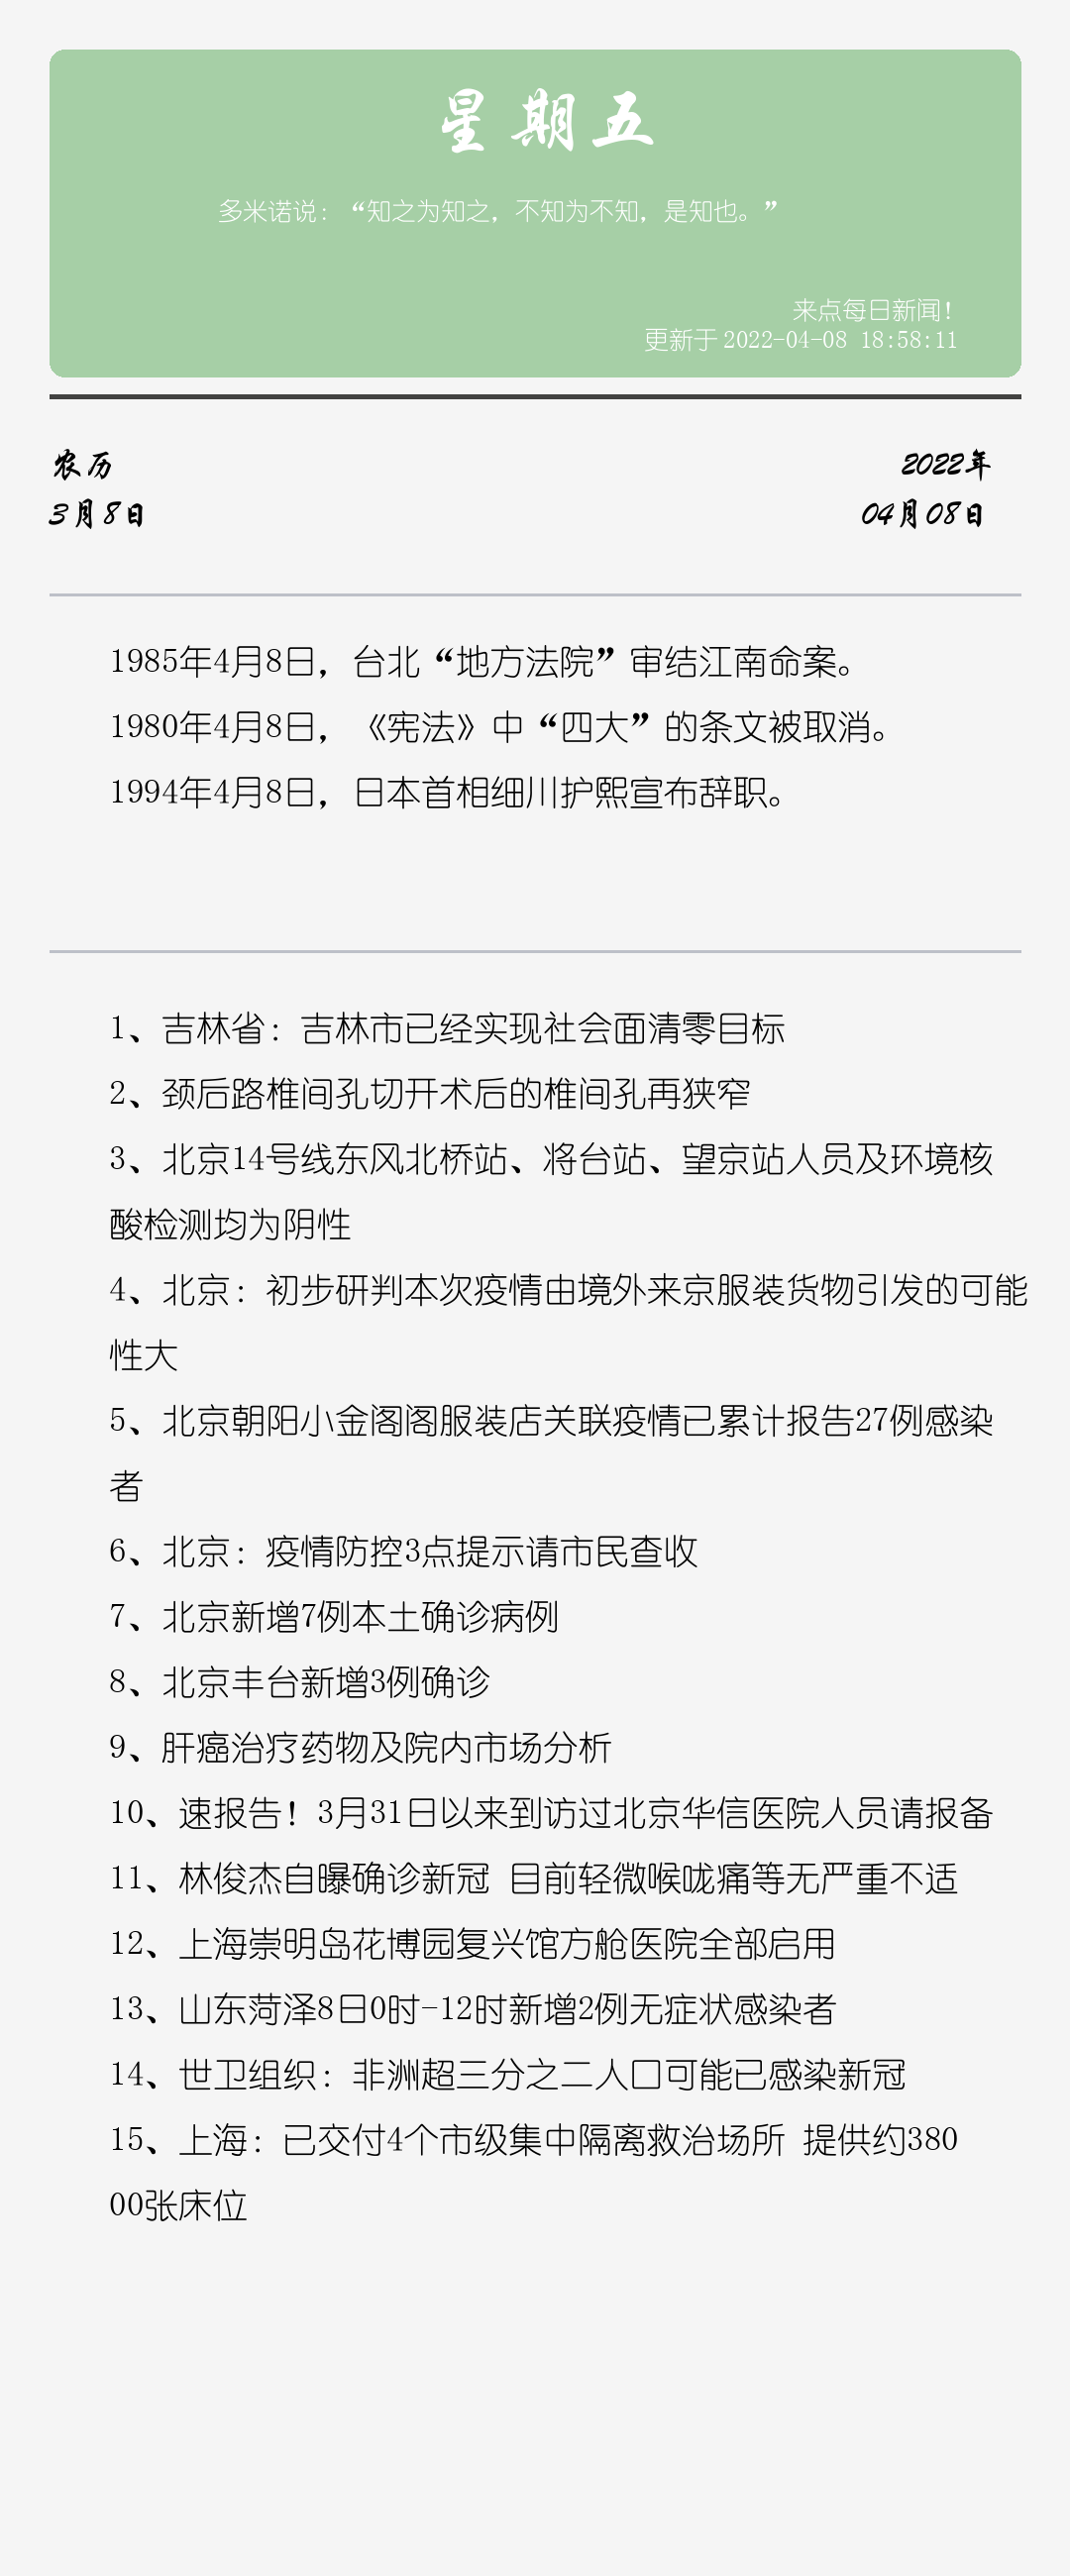 星期五
多米诺说：“知之为知之，不知为不知，是知也。”
来点每日新闻！
更新于 2022-04-08 18:58:11
农历
2022年
3月8日
04月08日
1985年4月8日，台北“地方法院”审结江南命案。
1980年4月8日，《宪法》中“四大”的条文被取消。
1994年4月8日，日本首相细川护熙宣布辞职。
1、吉林省：吉林市已经实现社会面清零目标
2、颈后路椎间孔切开术后的椎间孔再狭窄
3、北京14号线东风北桥站、将台站、望京站人员及环境核
酸检测均为阴性
4、北京：初步研判本次疫情由境外来京服装货物引发的可能
性大
5、北京朝阳小金阁阁服装店关联疫情已累计报告27例感染
者
6、北京：疫情防控3点提示请市民查收
7、北京新增7例本土确诊病例
8、北京丰台新增3例确诊
9、肝癌治疗药物及院内市场分析
10、速报告！3月31日以来到访过北京华信医院人员请报备
11、林俊杰自曝确诊新冠 目前轻微喉咙痛等无严重不适
12、上海崇明岛花博园复兴馆方舱医院全部启用
13、山东菏泽8日0时-12时新增2例无症状感染者
14、世卫组织：非洲超三分之二人口可能已感染新冠
15、上海：已交付4个市级集中隔离救治场所 提供约380
00张床位